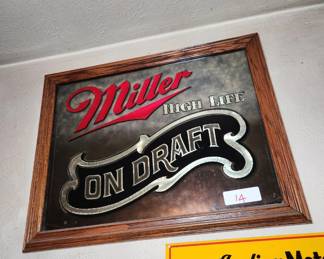 Miller
HIGH LIFE
ON DRAFT
14